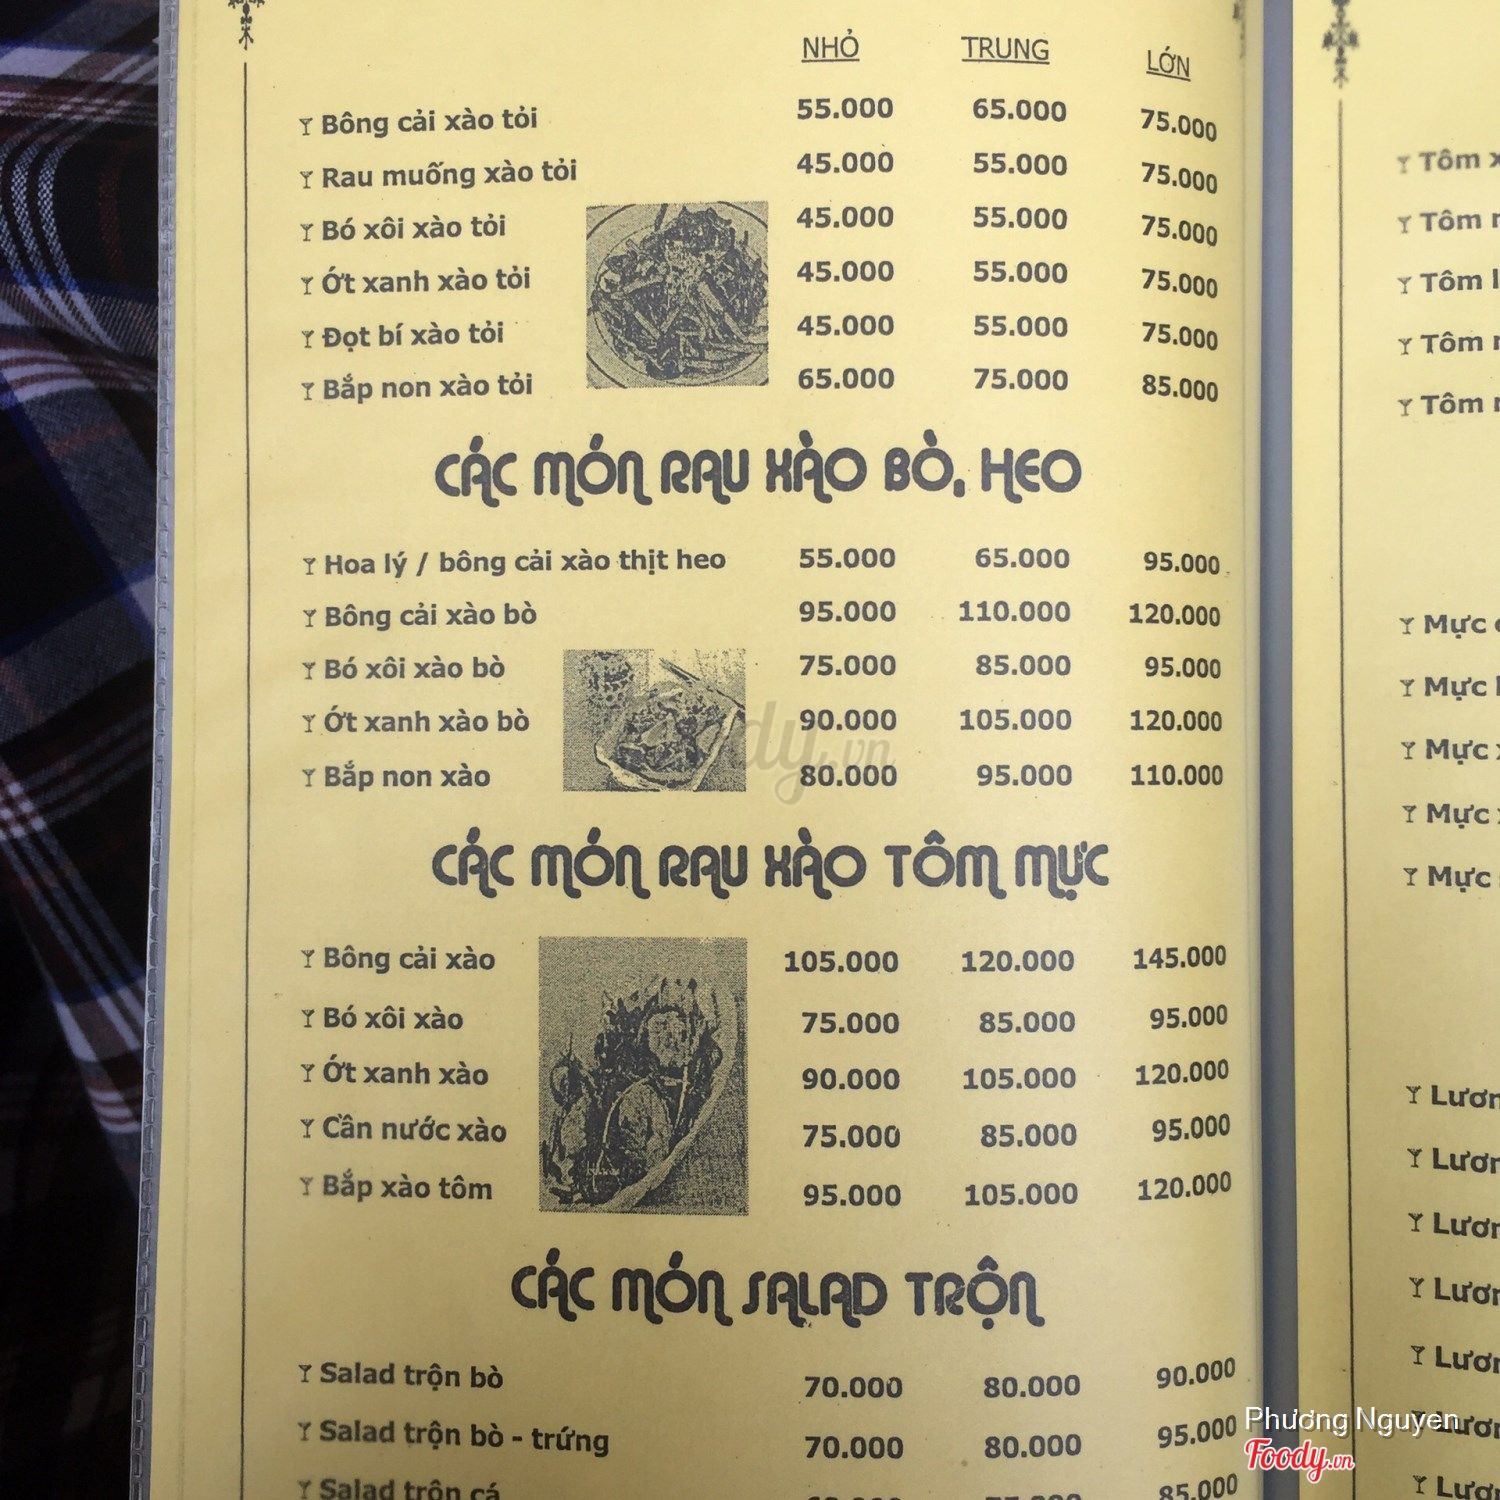 NHỎ TRUNG LỚN
Bông cải xào tỏi 55.000 65.000 75.000
Rau muống xào tỏi 45.000 55.000 75.000
Bó xôi xào tỏi 45.000 55.000 75.000
Ớt xanh xào tỏi 45.000 55.000 75.000
Đọt bí xào tỏi 45.000 55.000 75.000
Bắp non xào tỏi 65.000 75.000 85.000
CÁC MÓN RAU XÀO BÒ, HEO
Hoa lý / bông cải xào thịt heo 55.000 65.000 95.000
Bông cải xào bò 95.000 110.000 120.000
Bó xôi xào bò 75.000 85.000 95.000
Ớt xanh xào bò 90.000 105.000 120.000
Bắp non xào 80.000 95.000 110.000
CÁC MÓN RAU XÀO TÔM MỰC
Bông cải xào 105.000 120.000 145.000
Bó xôi xào 75.000 85.000 95.000
Ớt xanh xào 90.000 105.000 120.000
Cần nước xào 75.000 85.000 95.000
Bắp xào tôm 95.000 105.000 120.000
CÁC MÓN SALAD TRỘN
Salad trộn bò 70.000 80.000 90.000
Salad trộn bò - trứng 70.000 80.000 95.000
Salad trộn cá 85.000
Tôm
Tôm
Tôm
Tôm
Tôm
Mực
Mực
Mực
Mực
Mực
Phương Nguyen
Foody.vn